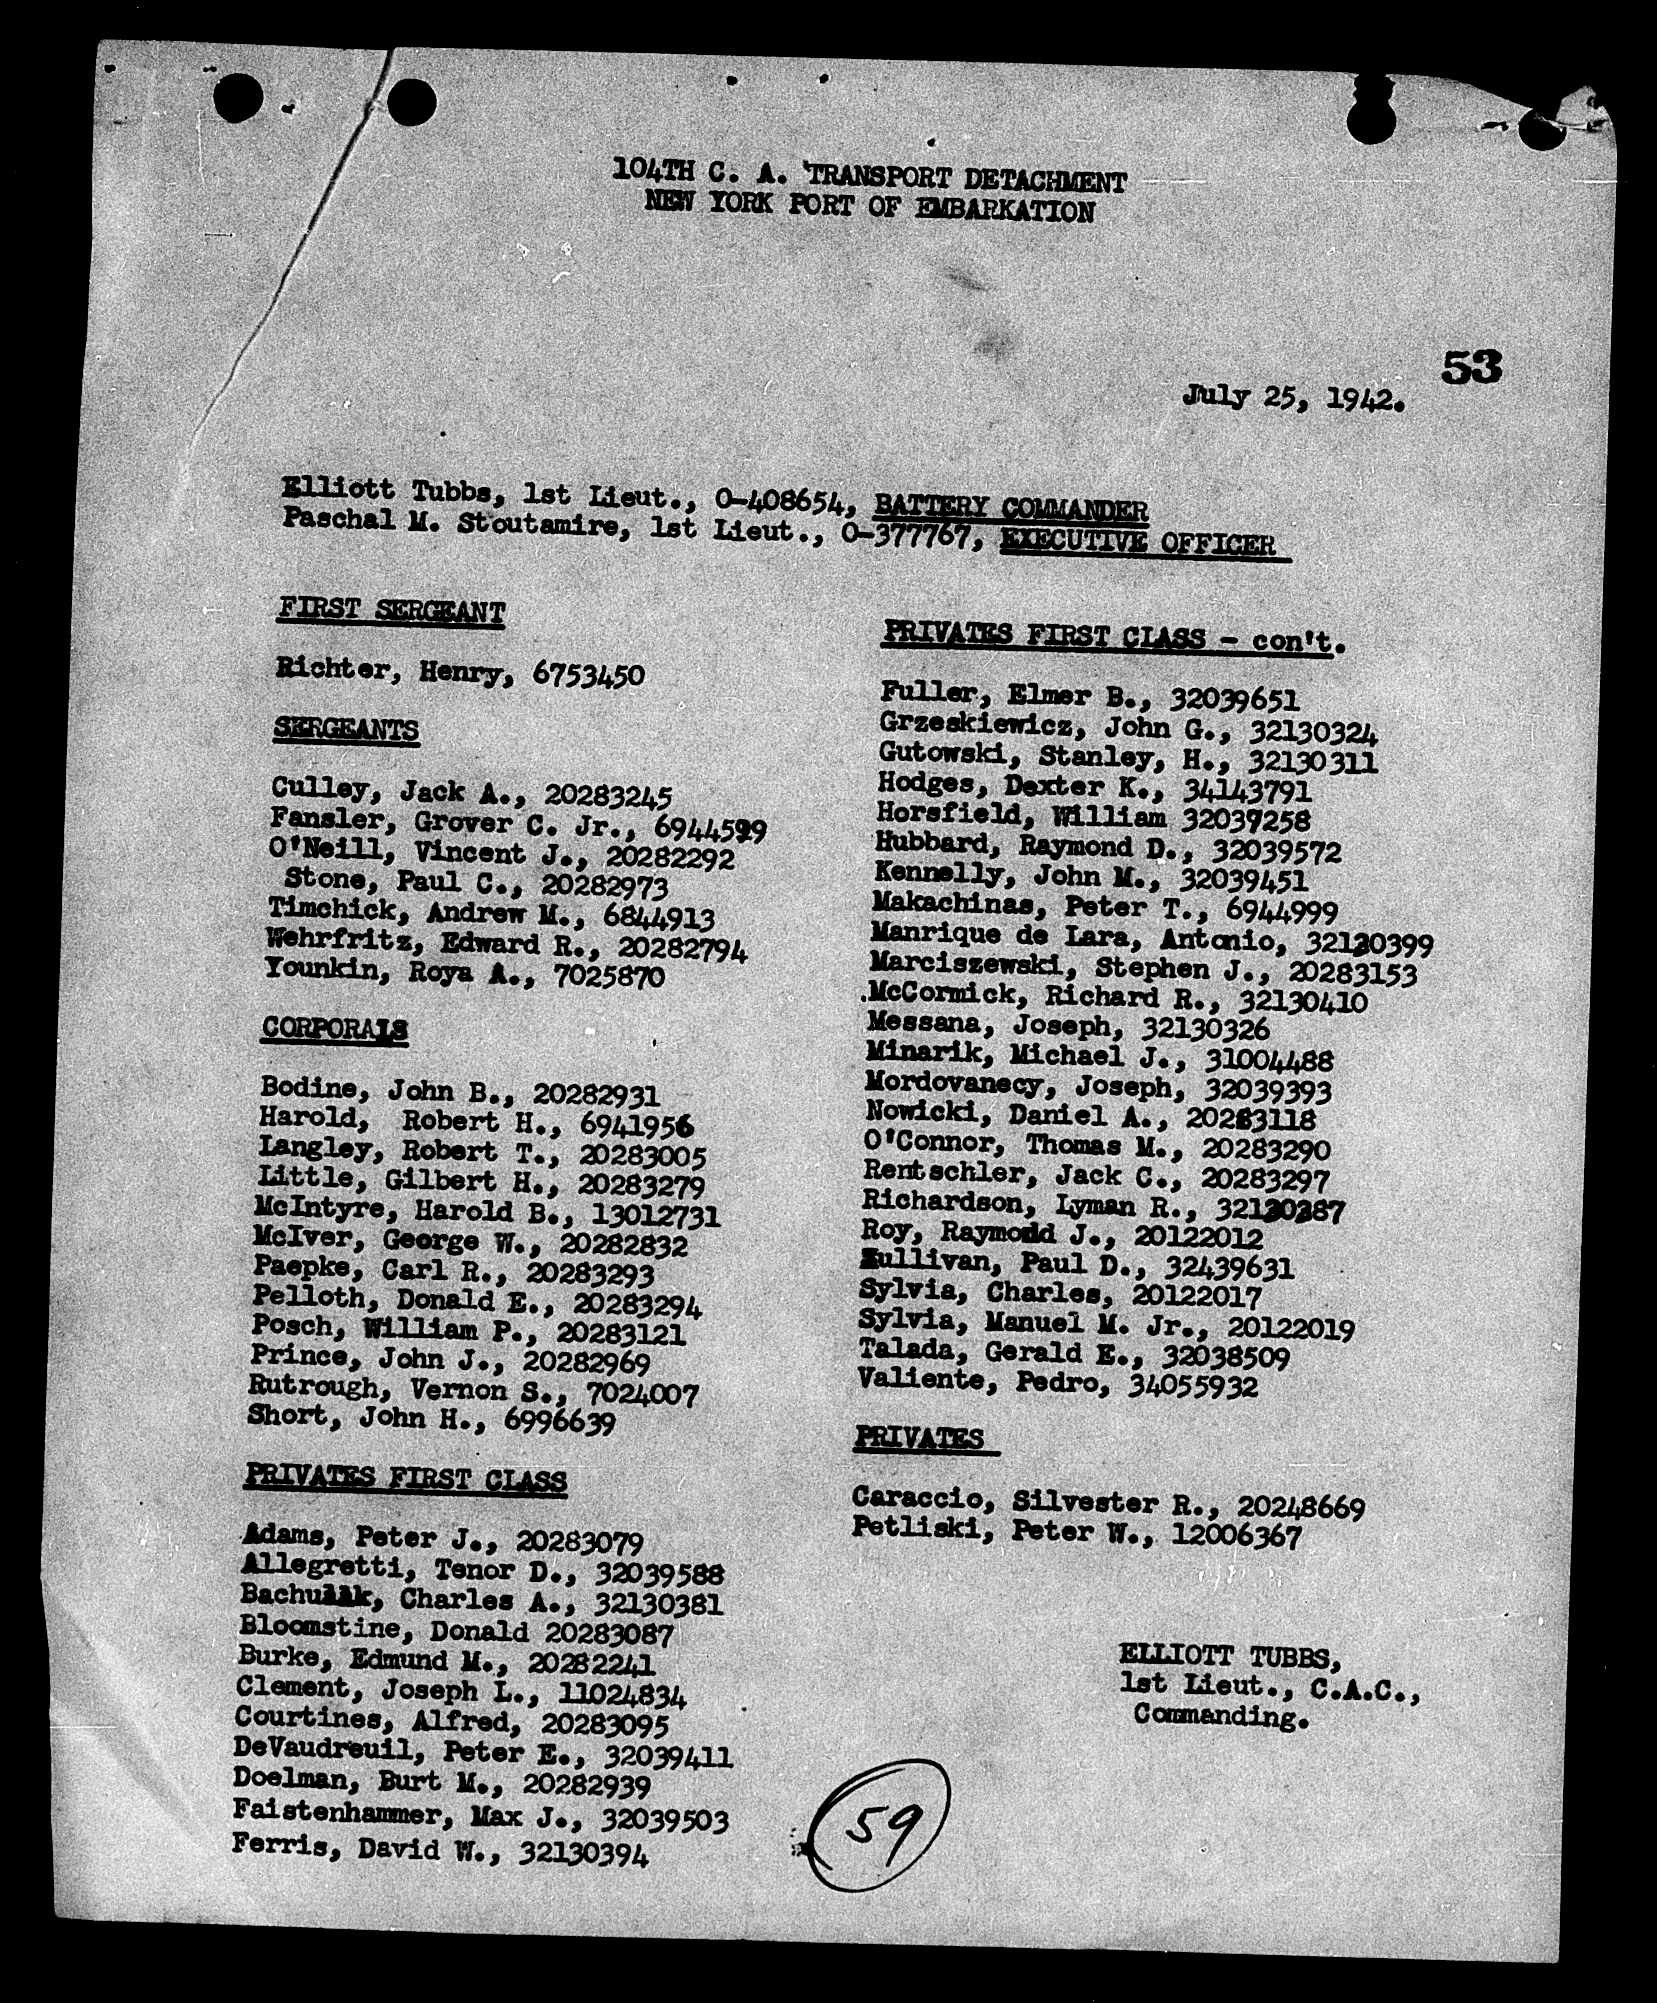 104TH C. A. TRANSPORT DETACHMENT
NEW YORK PORT OF EMBARKATION
53
July 25, 1942.
Elliott Tubbs, 1st Lieut., O-408654, BATTERY COMMANDER
Paschal M. Stoutamire, 1st Lieut., O-377767, EXECUTIVE OFFICER
FIRST SERGEANT
Richter, Henry, 6753450
SERGEANTS
Culley, Jack A., 20283245
Fansler, Grover C. Jr., 6944599
O'Neill, Vincent J., 20282292
Stone, Paul C., 20282973
Timchick, Andrew M., 6844913
Wehrfritz, Edward R., 20282794
Younkin, Roya A., 7025870
CORPORALS
Bodine, John B., 20282931
Harold, Robert H., 6941956
Langley, Robert T., 20283005
Little, Gilbert H., 20283279
McIntyre, Harold B., 13012731
McIver, George W., 20282832
Paepke, Carl R., 20283293
Pelloth, Donald E., 20283294
Posch, William P., 20283121
Prince, John J., 20282969
Rutrough, Vernon S., 7024007
Short, John H., 6996639
PRIVATES FIRST CLASS
Adams, Peter J., 20283079
Allegretti, Tenor D., 32039588
Charles A., 32130381
Bloomstine, Donald 20283087
Burke, Edmund M., 20282241
Clement, Joseph L., 11024834
Courtines, Alfred, 20283095
DeVaudreuil, Peter E., 32039411
Doelman, Burt M., 20282939
Faistenhammer, Max J., 32039503
Ferris, David W., 32130394
PRIVATES FIRST CLASS - con't.
Fuller, Elmer B., 32039651
Grzeskiewicz, John G., 32130324
Gutowski, Stanley, H., 32130311
Hodges, Dexter K., 34143791
Horsfield, William 32039258
Hubbard, Raymond D., 32039572
Kennelly, John M., 32039451
Makachinas, Peter T., 6944999
Manrique de Lara, Antonio, 32130399
Marciszewski, Stephen J., 20283153
McCormick, Richard R., 32130410
Messana, Joseph, 32130326
Minarik, Michael J., 31004488
Mordovanecy, Joseph, 32039393
Nowicki, Daniel A., 20283118
O'Connor, Thomas M., 20283290
Rentschler, Jack C., 20283297
Richardson, Lyman R.,
Roy, Raymond J., 20122012
Sullivan, Paul D., 32439631
Sylvia, Charles, 20122017
Sylvia, Manuel M. Jr., 20122019
Talada, Gerald E., 32038509
Valiente, Pedro, 34055932
PRIVATES
Caraccio, Silvester R., 20248669
Petliski, Peter W., 12006367
ELLIOTT TUBBS,
1st Lieut., C.A.C.,
Commanding.
59